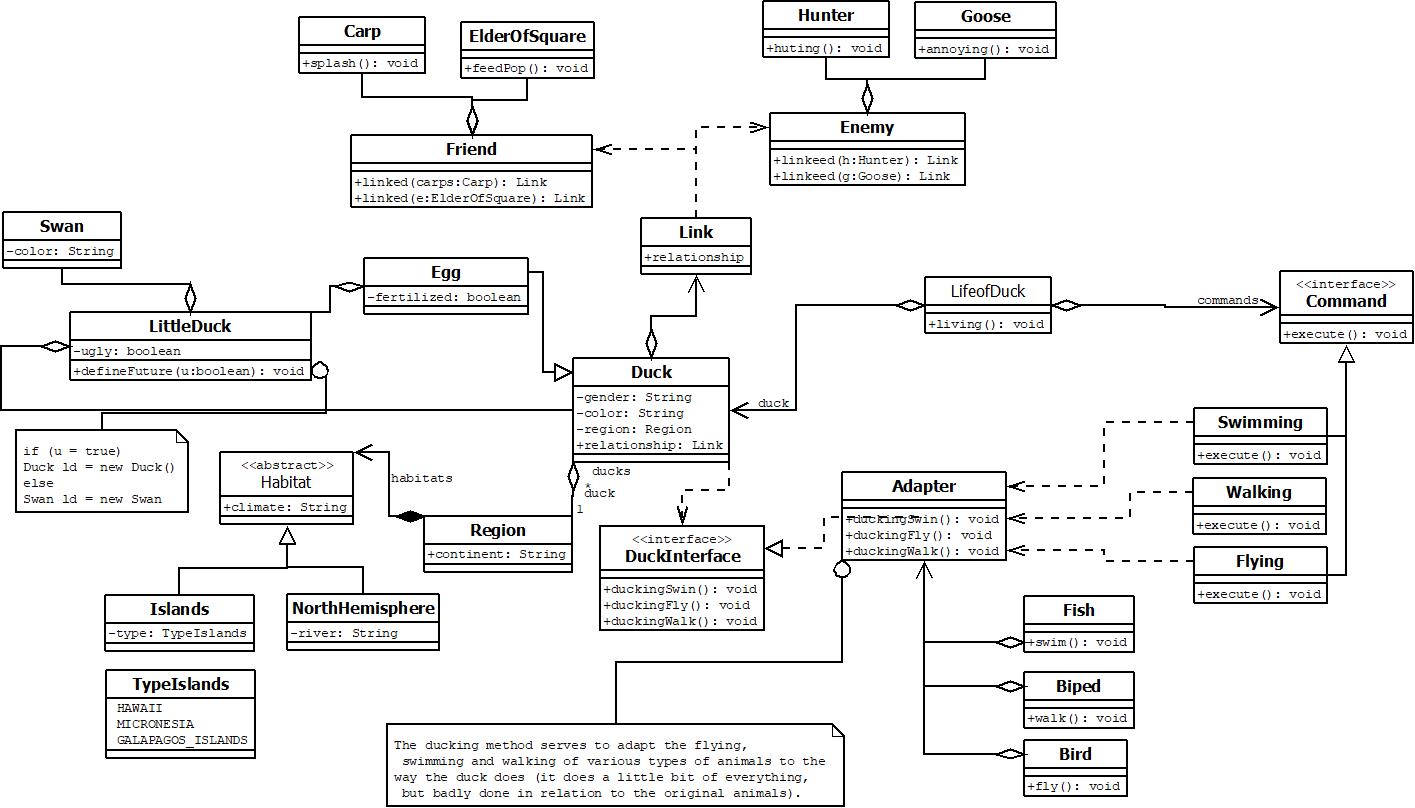 Carp
+splash(): void
ElderOfSquare
+feedPop(): void
Hunter
+huting(): void
Goose
+annoying(): void
Friend
+linked(carps:Carp): Link
+linked(e:ElderOfSquare): Link
Enemy
+linkeed(h:Hunter): Link
+linkeed(g:Goose): Link
Swan
-color: String
Link
+relationship
Egg
-fertilized: boolean
LittleDuck
-ugly: boolean
+defineFuture(u:boolean): void
LifeofDuck
+living(): void
commands
<<interface>>
Command
+execute(): void
Duck
-gender: String
-color: String
-region: Region
+relationship: Link
duck
if (u = true)
Duck ld = new Duck()
else
Swan ld = new Swan
<<abstract>>
Habitat
+climate: String
habitats
ducks
*
duck
1
Region
+continent: String
<<interface>>
DuckInterface
+duckingSwin(): void
+duckingFly(): void
+duckingWalk(): void
Adapter
+duckingSwin(): void
+duckingFly(): void
+duckingWalk(): void
Swimming
+execute(): void
Walking
+execute(): void
Flying
+execute(): void
Islands
-type: TypeIslands
NorthHemisphere
-river: String
TypeIslands
HAWAII
MICRONESIA
GALAPAGOS_ISLANDS
Fish
+swim(): void
Biped
+walk(): void
Bird
+fly(): void
The ducking method serves to adapt the flying,
swimming and walking of various types of animals to the
way the duck does (it does a little bit of everything,
but badly done in relation to the original animals).